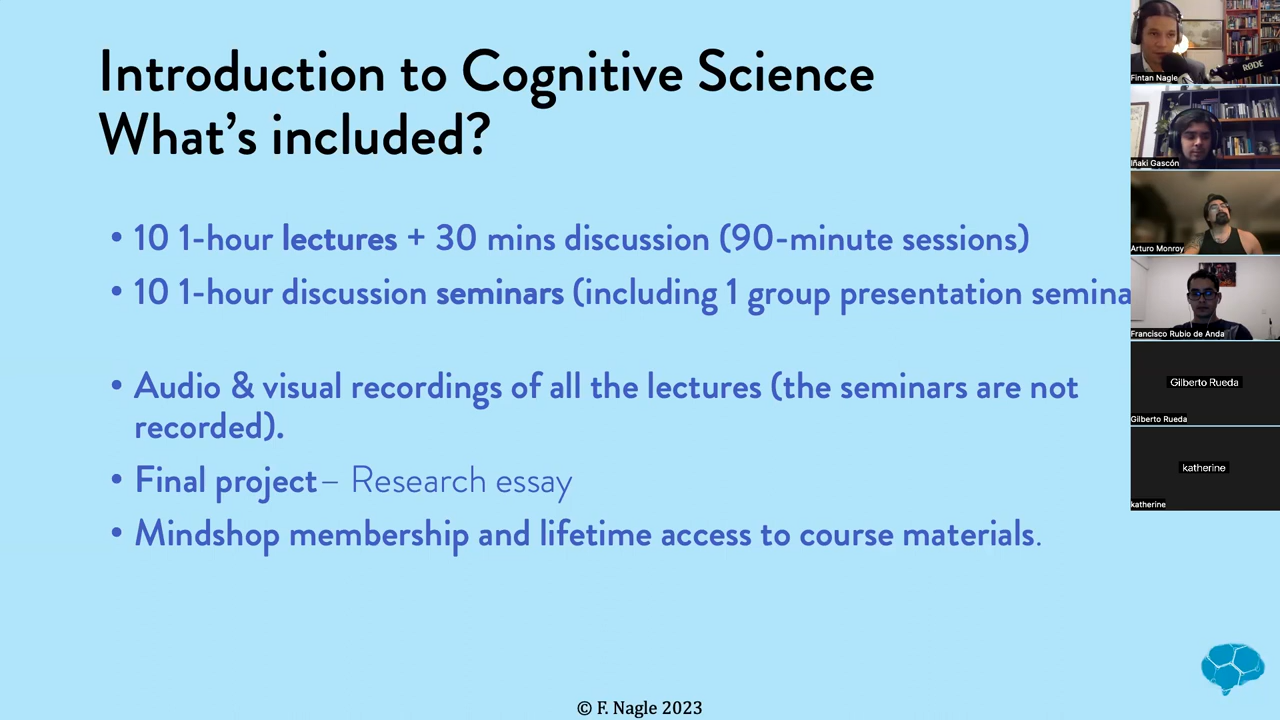 Introduction to Cognitive Science
What's included?
• 10 1-hour lectures + 30 mins discussion (90-minute sessions)
• 10 1-hour discussion seminars (including 1 group presentation semina
• Audio & visual recordings of all the lectures (the seminars are not
recorded).
• Final project– Research essay
• Mindshop membership and lifetime access to course materials.
© F. Nagle 2023
RØDE
Fintan Nagle
Iñaki Gascón
Arturo Monroy
Francisco Rubio de Anda
Gilberto Rueda
Gilberto Rueda
katherine
katherine